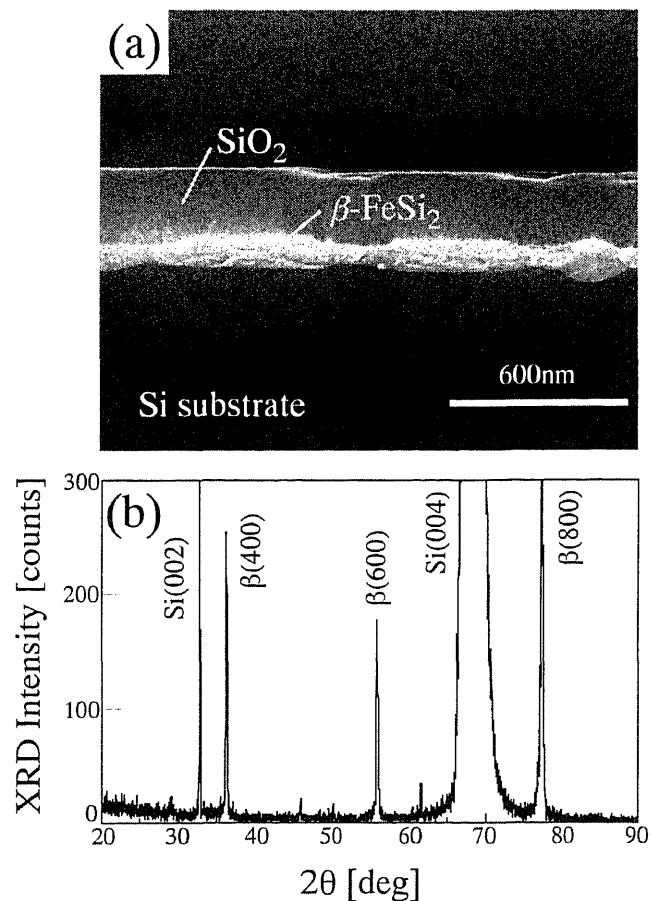 (a)
SiO₂
β-FeSi₂
600nm
Si substrate
(b)
300
200
100
0
XRD Intensity [counts]
Si(002)
β(400)
β(600)
Si(004)
β(800)
20 30 40 50 60 70 80 90
2θ [deg]